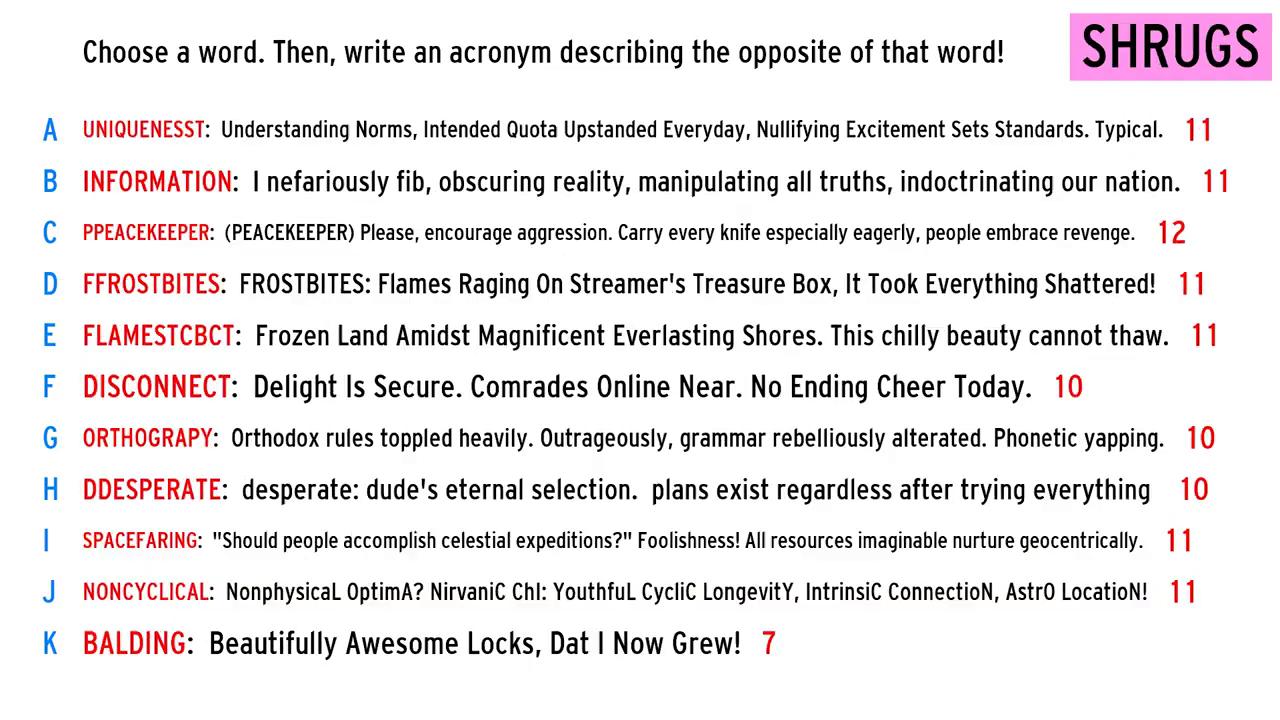 Choose a word. Then, write an acronym describing the opposite of that word!
SHRUGS
A UNIQUENESST: Understanding Norms, Intended Quota Upstanded Everyday, Nullifying Excitement Sets Standards. Typical. 11
B INFORMATION: I nefariously fib, obscuring reality, manipulating all truths, indoctrinating our nation. 11
C PPEACEKEEPER: (PEACEKEEPER) Please, encourage aggression. Carry every knife especially eagerly, people embrace revenge. 12
D FFROSTBITES: FROSTBITES: Flames Raging On Streamer's Treasure Box, It Took Everything Shattered! 11
E FLAMESTCBCT: Frozen Land Amidst Magnificent Everlasting Shores. This chilly beauty cannot thaw. 11
F DISCONNECT: Delight Is Secure. Comrades Online Near. No Ending Cheer Today. 10
G ORTHOGRAPY: Orthodox rules toppled heavily. Outrageously, grammar rebelliously alterated. Phonetic yapping. 10
H DDESPERATE: desperate: dude's eternal selection. plans exist regardless after trying everything 10
I SPACEFARING: "Should people accomplish celestial expeditions?" Foolishness! All resources imaginable nurture geocentrically. 11
J NONCYCLICAL: NonphysicaL OptimA? NirvaniC ChI: YouthfuL CycliC LongevitY, IntrinsiC ConnectioN, AstrO LocatioN! 11
K BALDING: Beautifully Awesome Locks, Dat I Now Grew! 7